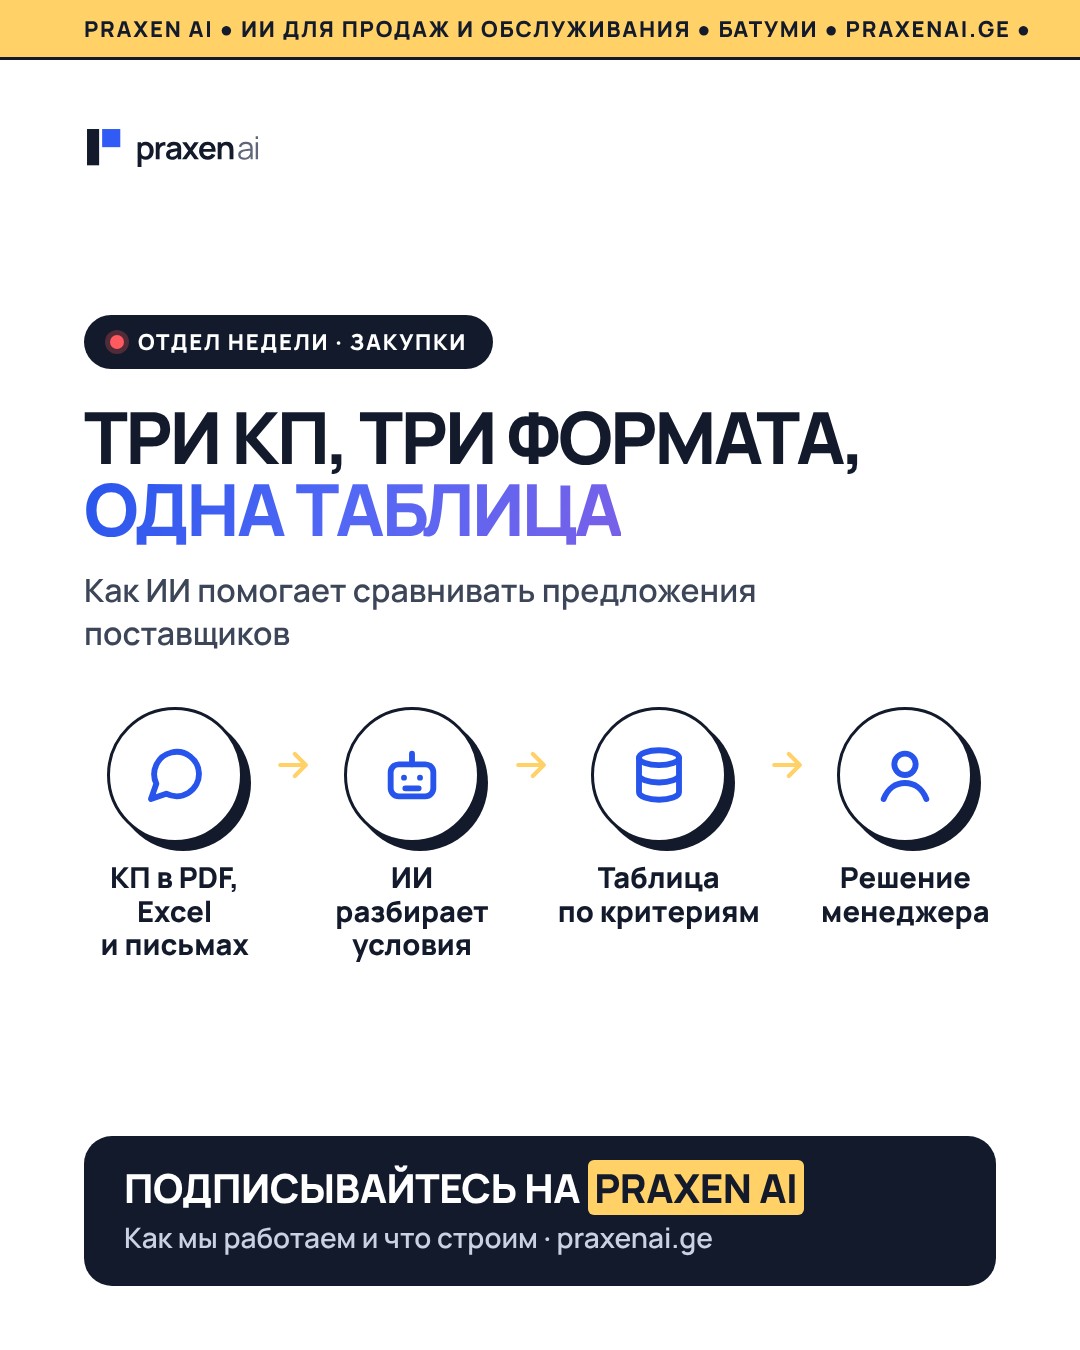 PRAXEN AI ● ИИ ДЛЯ ПРОДАЖ И ОБСЛУЖИВАНИЯ ● БАТУМИ ● PRAXENAI.GE ●
praxen ai
ОТДЕЛ НЕДЕЛИ · ЗАКУПКИ
ТРИ КП, ТРИ ФОРМАТА,
ОДНА ТАБЛИЦА
Как ИИ помогает сравнивать предложения
поставщиков
КП в PDF,
Excel
и письмах
ИИ
разбирает
условия
Таблица
по критериям
Решение
менеджера
ПОДПИСЫВАЙТЕСЬ НА PRAXEN AI
Как мы работаем и что строим · praxenai.ge